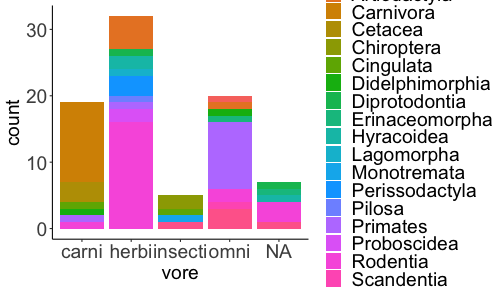 30
20
10
0
count
carni herbi insecti omni NA
vore
Carnivora
Cetacea
Chiroptera
Cingulata
Didelphimorphia
Diprotodontia
Erinaceomorpha
Hyracoidea
Lagomorpha
Monotremata
Perissodactyla
Pilosa
Primates
Proboscidea
Rodentia
Scandentia